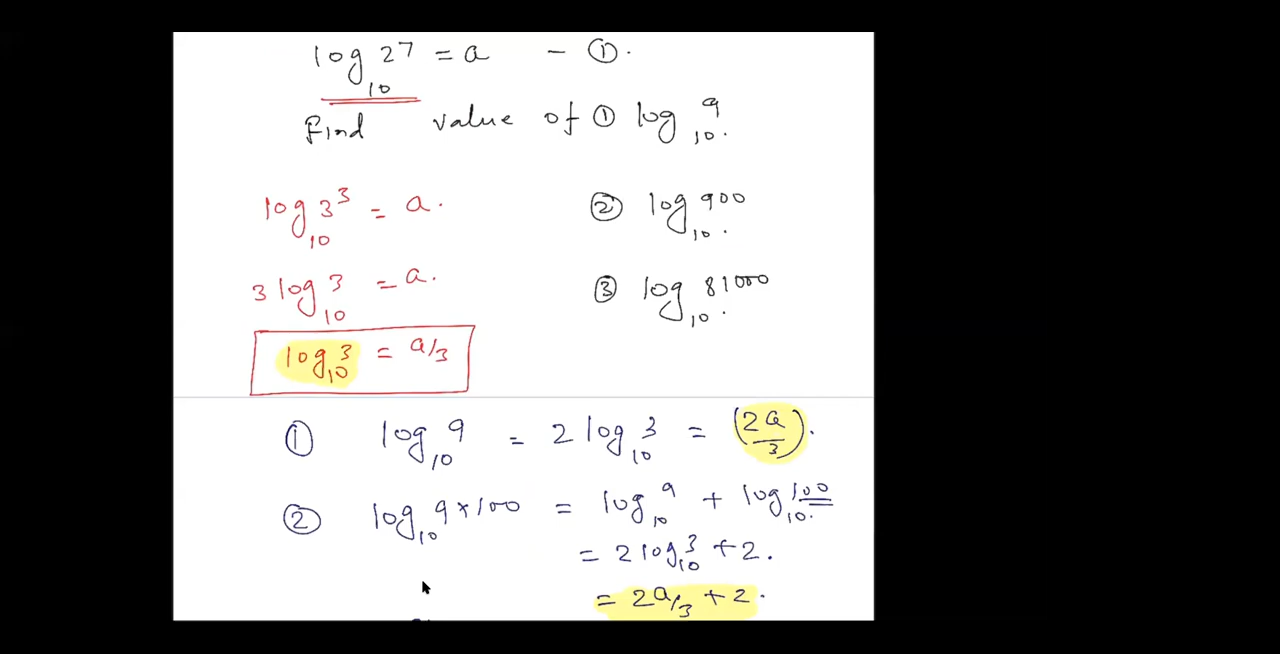 log₁₀ 27 = a - ①.
Find value of ① log₁₀ 9.
log₁₀ 3³ = a.
② log₁₀ 900.
3 log₁₀ 3 = a.
③ log₁₀ 81000.
log₁₀ 3 = a/3
① log₁₀ 9 = 2 log₁₀ 3 = (2a/3).
② log₁₀ 9×100 = log₁₀ 9 + log₁₀ 100.
= 2 log₁₀ 3 + 2.
= 2a/3 + 2.